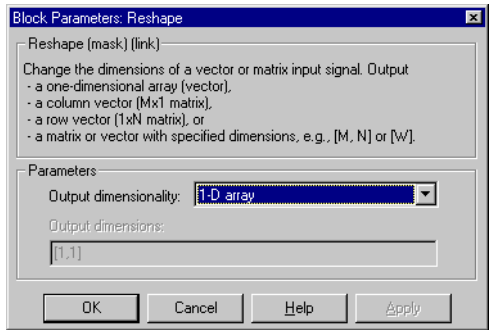 Block Parameters: Reshape
Reshape (mask) (link)
Change the dimensions of a vector or matrix input signal. Output
- a one-dimensional array (vector),
- a column vector (Mx1 matrix),
- a row vector (1xN matrix), or
- a matrix or vector with specified dimensions, e.g., [M, N] or [W].
Parameters
Output dimensionality: 1-D array
Output dimensions:
[1,1]
OK Cancel Help Apply